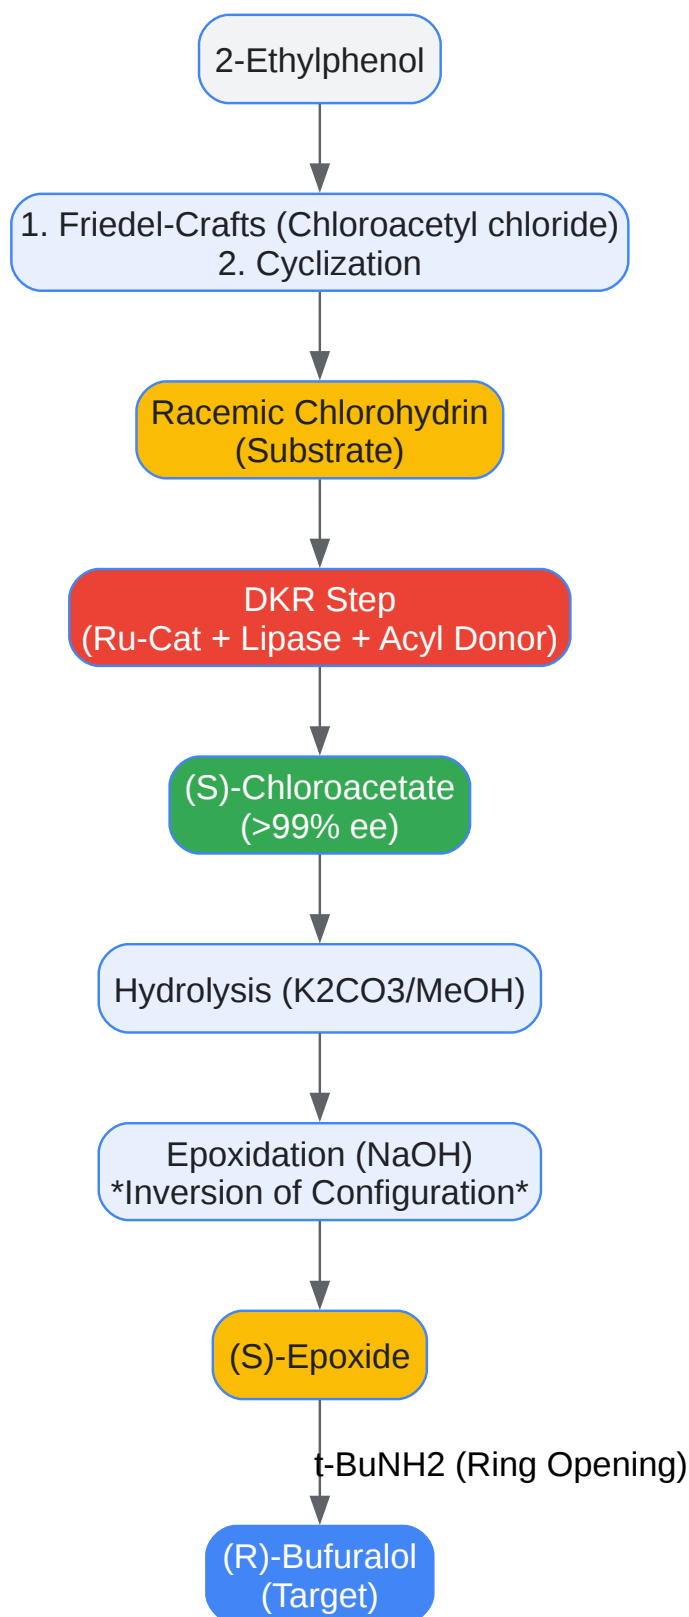 2-Ethylphenol
1. Friedel-Crafts (Chloroacetyl chloride)
2. Cyclization
Racemic Chlorohydrin
(Substrate)
DKR Step
(Ru-Cat + Lipase + Acyl Donor)
(S)-Chloroacetate
(>99% ee)
Hydrolysis (K2CO3/MeOH)
Epoxidation (NaOH)
*Inversion of Configuration*
(S)-Epoxide
t-BuNH2 (Ring Opening)
(R)-Bufuralol
(Target)